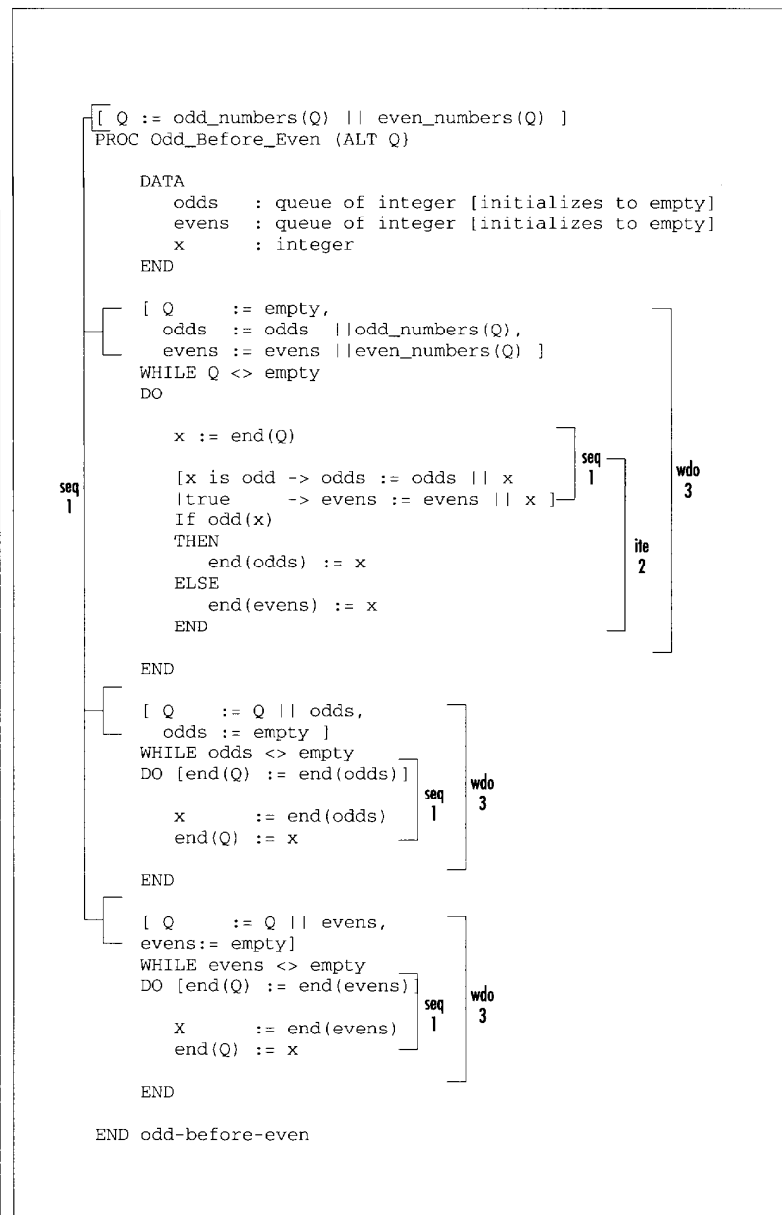 [ Q := odd_numbers(Q) || even_numbers(Q) ]
PROC Odd_Before_Even (ALT Q)
DATA
odds : queue of integer [initializes to empty]
evens : queue of integer [initializes to empty]
x : integer
END
[ Q := empty,
odds := odds ||odd_numbers(Q),
evens := evens ||even_numbers(Q) ]
WHILE Q <> empty
DO
x := end(Q)
[x is odd -> odds := odds || x
|true -> evens := evens || x ]
If odd(x)
THEN
end(odds) := x
ELSE
end(evens) := x
END
END
seq
1
seq
1
ite
2
wdo
3
[ Q := Q || odds,
odds := empty ]
WHILE odds <> empty
DO [end(Q) := end(odds)]
x := end(odds)
end(Q) := x
END
seq
1
wdo
3
[ Q := Q || evens,
evens:= empty]
WHILE evens <> empty
DO [end(Q) := end(evens)]
X := end(evens)
end(Q) := x
END
seq
1
wdo
3
END odd-before-even